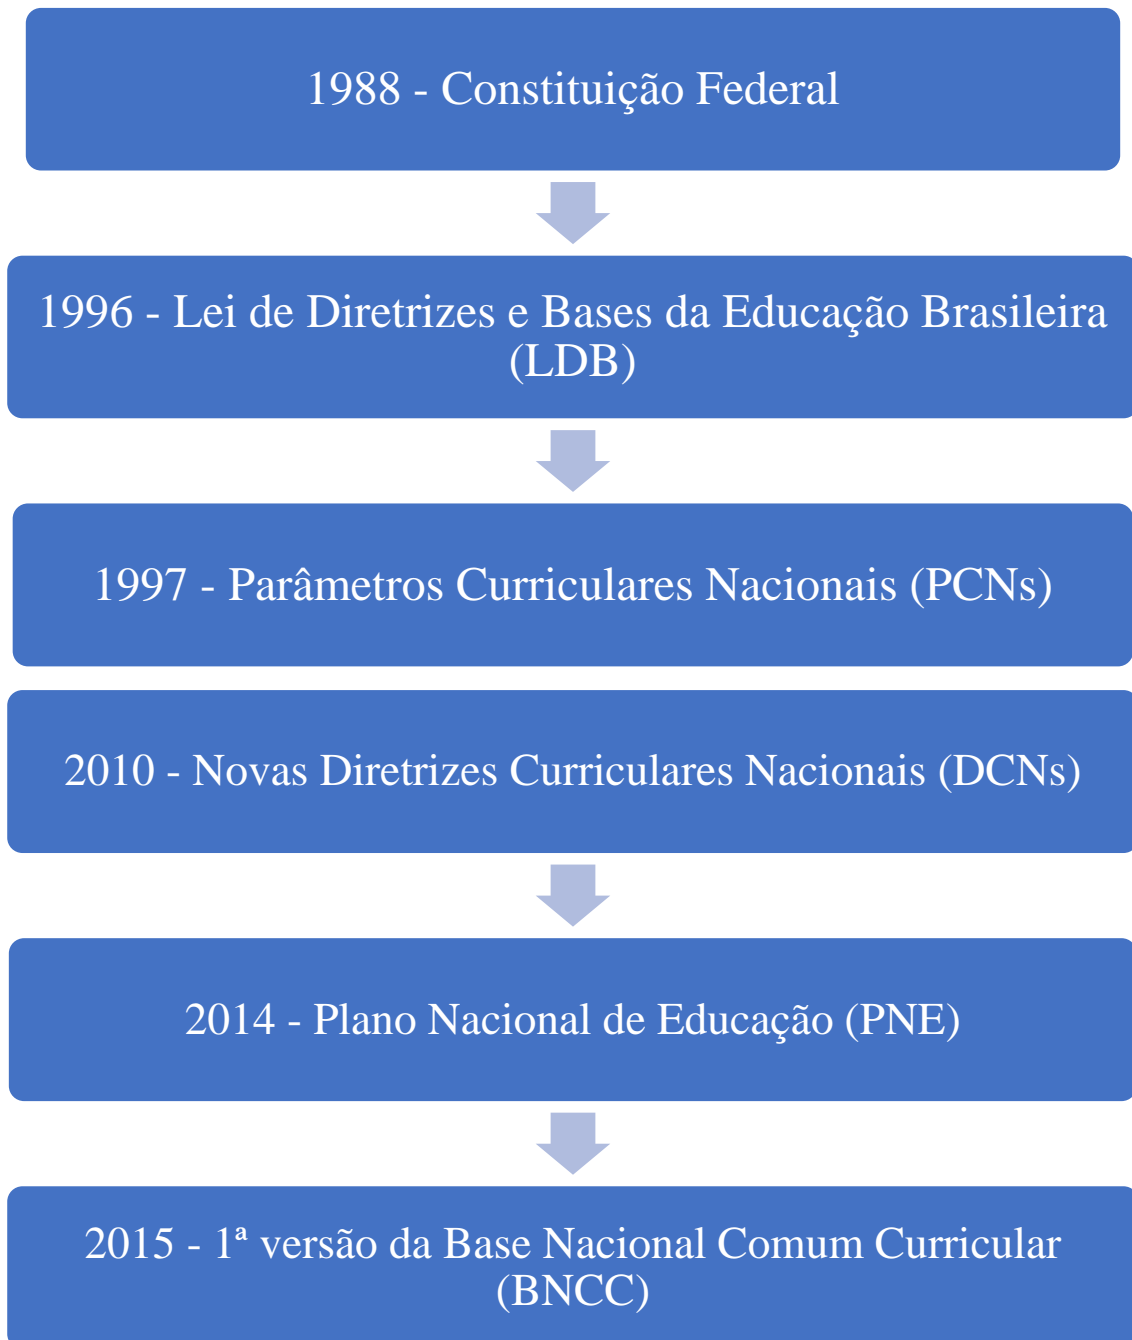 1988 - Constituição Federal
1996 - Lei de Diretrizes e Bases da Educação Brasileira
(LDB)
1997 - Parâmetros Curriculares Nacionais (PCNs)
2010 - Novas Diretrizes Curriculares Nacionais (DCNs)
2014 - Plano Nacional de Educação (PNE)
2015 - 1ª versão da Base Nacional Comum Curricular
(BNCC)